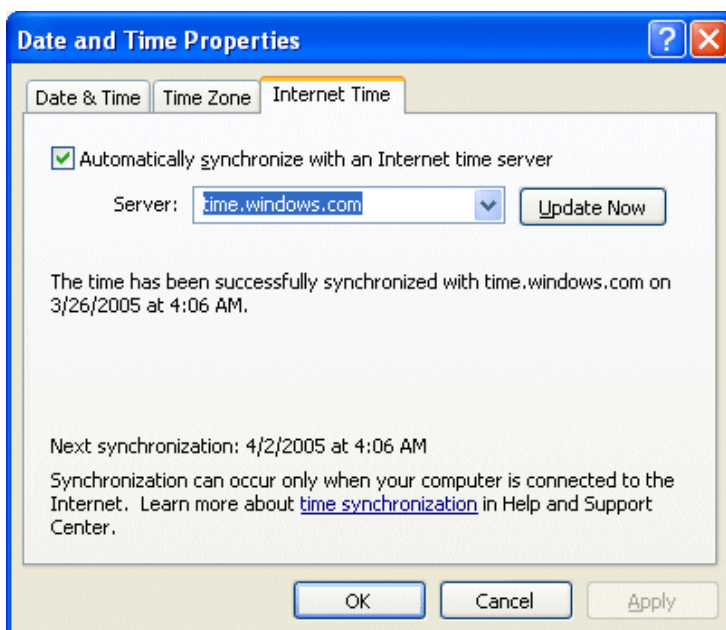 Date and Time Properties
Date & Time
Time Zone
Internet Time
Automatically synchronize with an Internet time server
Server: time.windows.com
Update Now
The time has been successfully synchronized with time.windows.com on
3/26/2005 at 4:06 AM.
Next synchronization: 4/2/2005 at 4:06 AM
Synchronization can occur only when your computer is connected to the
Internet. Learn more about time synchronization in Help and Support
Center.
OK
Cancel
Apply